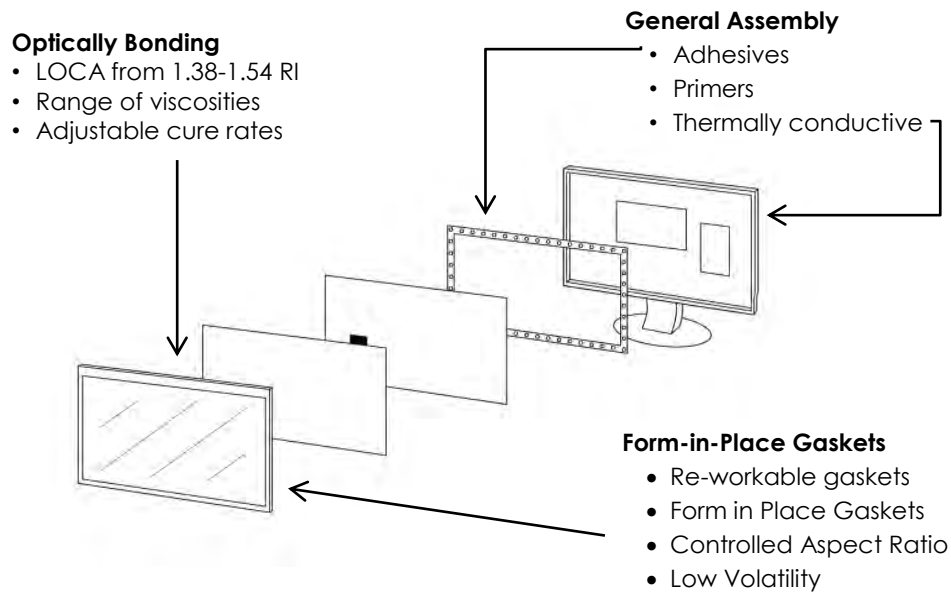 Optically Bonding
• LOCA from 1.38-1.54 RI
• Range of viscosities
• Adjustable cure rates
General Assembly
• Adhesives
• Primers
• Thermally conductive
Form-in-Place Gaskets
• Re-workable gaskets
• Form in Place Gaskets
• Controlled Aspect Ratio
• Low Volatility